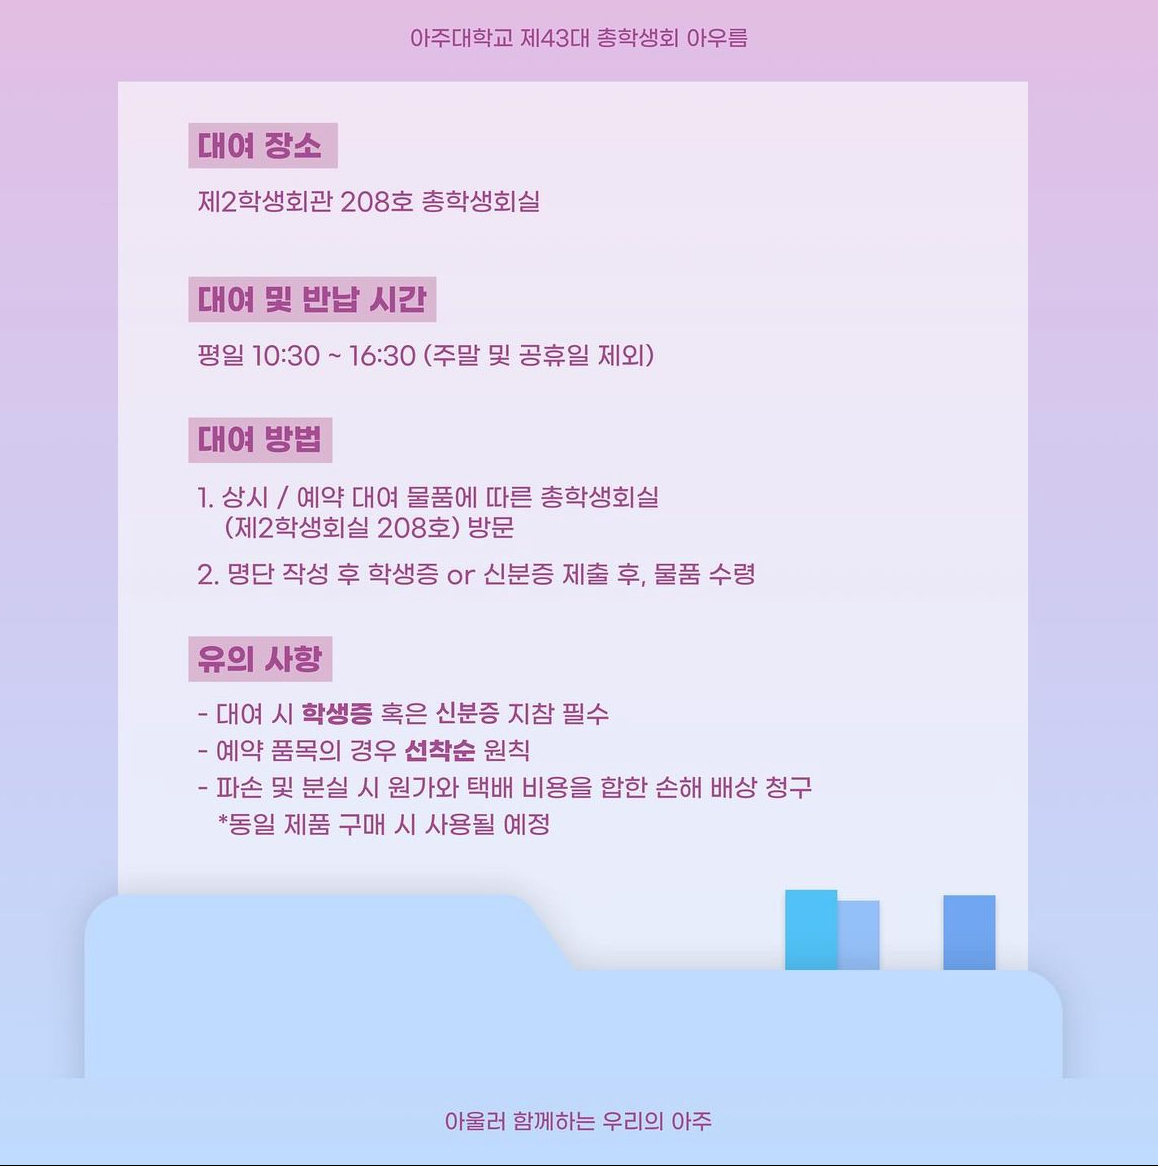 아주대학교 제43대 총학생회 아우름
대여 장소
제2학생회관 208호 총학생회실
대여 및 반납 시간
평일 10:30 ~ 16:30 (주말 및 공휴일 제외)
대여 방법
1. 상시 / 예약 대여 물품에 따른 총학생회실
(제2학생회실 208호) 방문
2. 명단 작성 후 학생증 or 신분증 제출 후, 물품 수령
유의 사항
- 대여 시 학생증 혹은 신분증 지참 필수
- 예약 품목의 경우 선착순 원칙
- 파손 및 분실 시 원가와 택배 비용을 합한 손해 배상 청구
*동일 제품 구매 시 사용될 예정
아울러 함께하는 우리의 아주